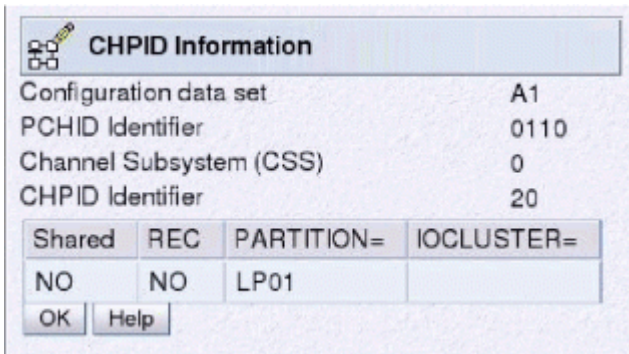 CHPID Information
Configuration data set A1
PCHID Identifier 0110
Channel Subsystem (CSS) 0
CHPID Identifier 20
Shared REC PARTITION= IOCLUSTER=
NO NO LP01
OK Help